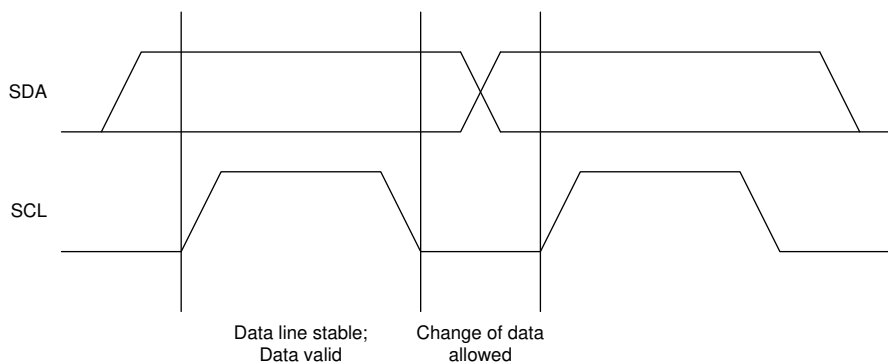 SDA
SCL
Data line stable;
Data valid
Change of data
allowed